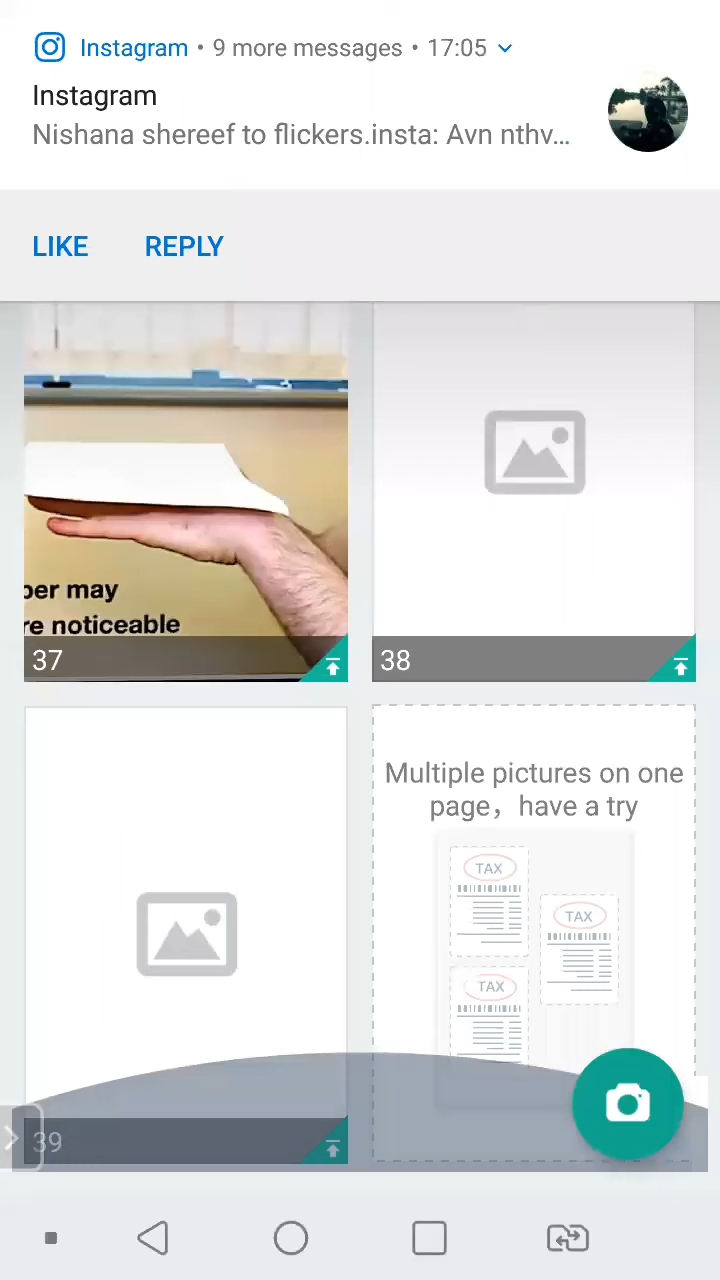 Instagram • 9 more messages • 17:05
Instagram
Nishana shereef to flickers.insta: Avn nthv...
LIKE REPLY
per may
re noticeable
37
38
Multiple pictures on one
page, have a try
TAX
TAX
TAX
39